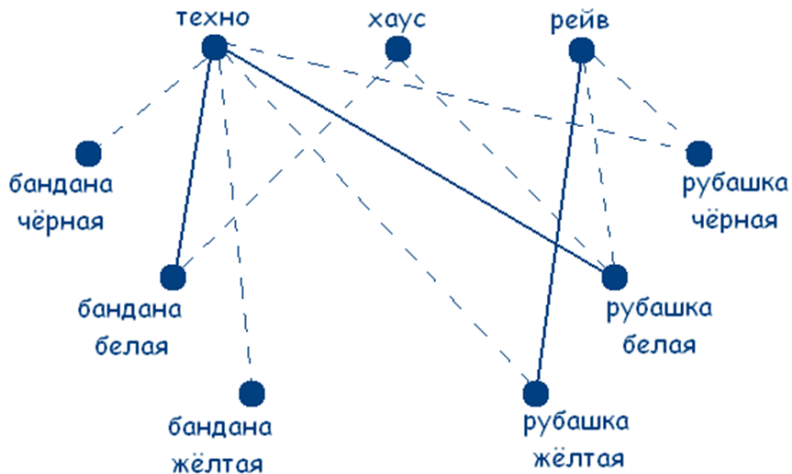 техно
хаус
рейв
бандана
чёрная
рубашка
чёрная
бандана
белая
рубашка
белая
бандана
жёлтая
рубашка
жёлтая